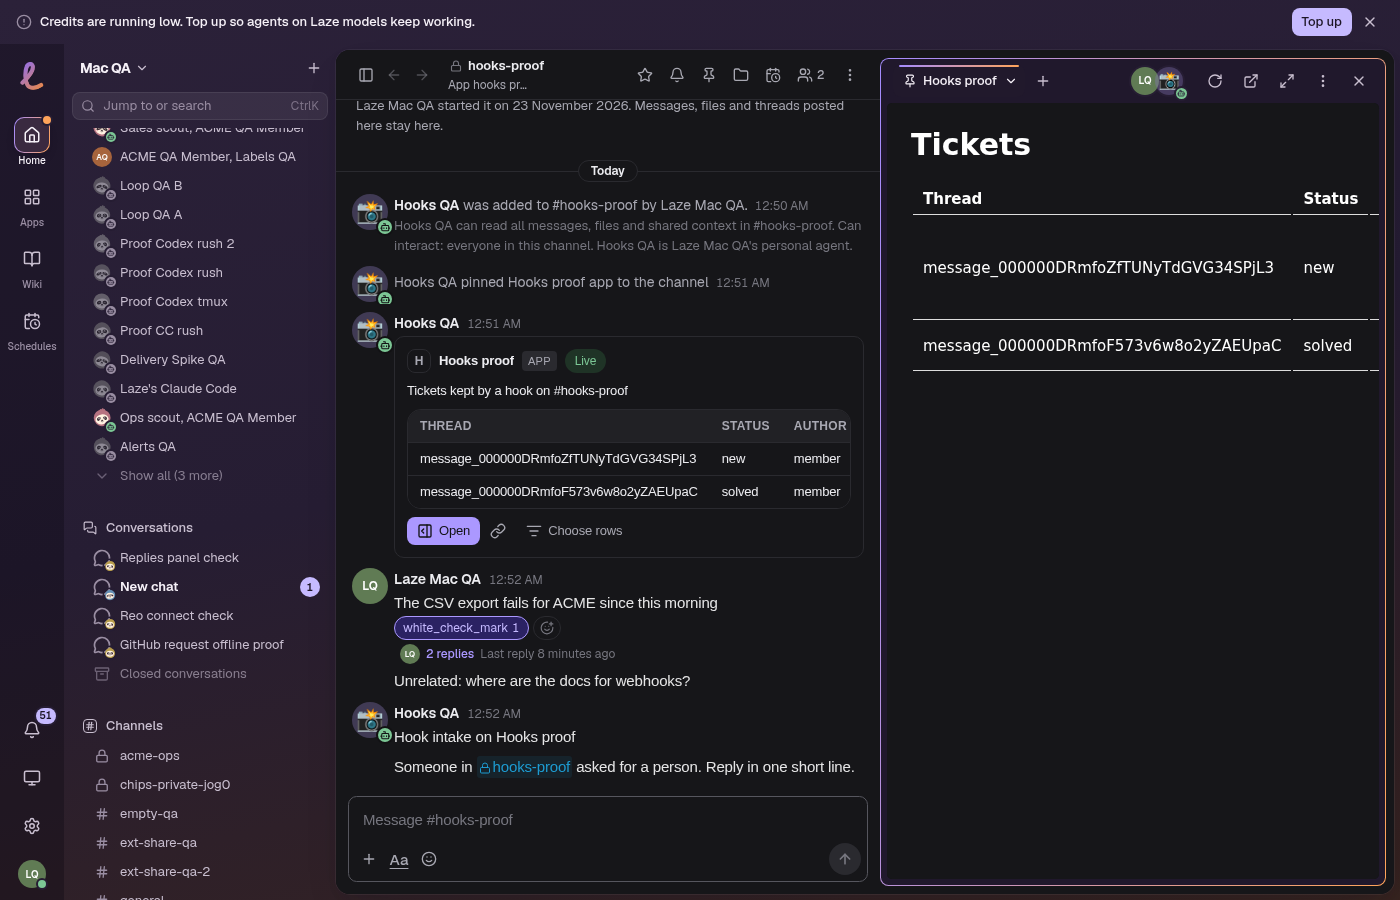 Credits are running low. Top up so agents on Laze models keep working.
Top up
Mac QA
Jump to or search
CtrlK
Home
Apps
Wiki
Schedules
51
LQ
Sales scout, ACME QA Member
AQ
ACME QA Member, Labels QA
Loop QA B
Loop QA A
Proof Codex rush 2
Proof Codex rush
Proof Codex tmux
Proof CC rush
Delivery Spike QA
Laze's Claude Code
Ops scout, ACME QA Member
Alerts QA
Show all (3 more)
Conversations
Replies panel check
New chat
1
Reo connect check
GitHub request offline proof
Closed conversations
Channels
acme-ops
chips-private-jog0
empty-qa
ext-share-qa
ext-share-qa-2
general
hooks-proof
App hooks pr…
2
Laze Mac QA started it on 23 November 2026. Messages, files and threads posted
here stay here.
Today
Hooks QA was added to #hooks-proof by Laze Mac QA. 12:50 AM
Hooks QA can read all messages, files and shared context in #hooks-proof. Can
interact: everyone in this channel. Hooks QA is Laze Mac QA's personal agent.
Hooks QA pinned Hooks proof app to the channel 12:51 AM
Hooks QA 12:51 AM
H
Hooks proof APP Live
Tickets kept by a hook on #hooks-proof
THREAD STATUS AUTHOR
message_000000DRmfoZfTUNyTdGVG34SPjL3 new member
message_000000DRmfoF573v6w8o2yZAEUpaC solved member
Open
Choose rows
LQ
Laze Mac QA 12:52 AM
The CSV export fails for ACME since this morning
white_check_mark 1
LQ
2 replies Last reply 8 minutes ago
Unrelated: where are the docs for webhooks?
Hooks QA 12:52 AM
Hook intake on Hooks proof
Someone in hooks-proof asked for a person. Reply in one short line.
Message #hooks-proof
Aa
Hooks proof
LQ
Tickets
Thread Status
message_000000DRmfoZfTUNyTdGVG34SPjL3 new
message_000000DRmfoF573v6w8o2yZAEUpaC solved